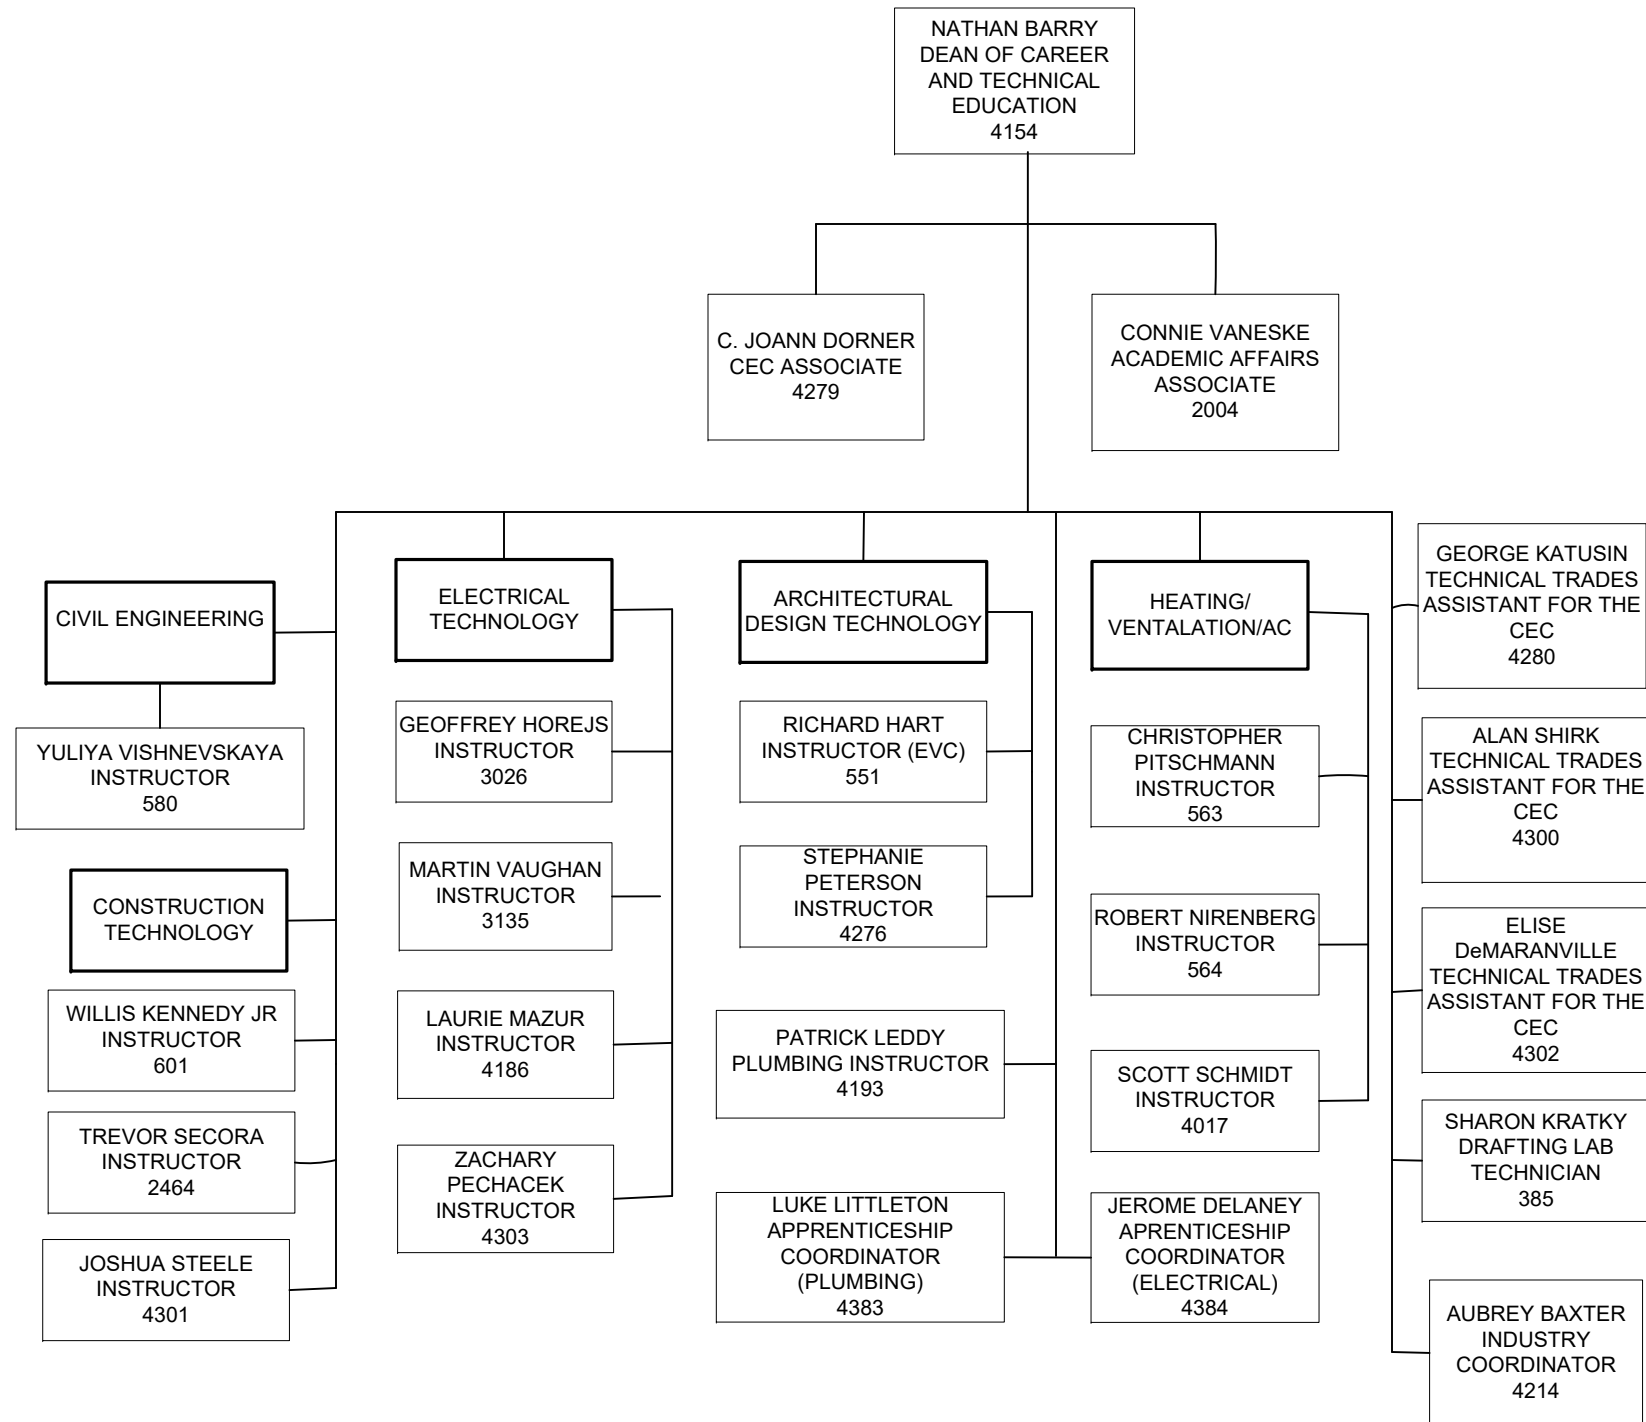 NATHAN BARRY
DEAN OF CAREER
AND TECHNICAL
EDUCATION
4154
C. JOANN DORNER
CEC ASSOCIATE
4279
CONNIE VANESKE
ACADEMIC AFFAIRS
ASSOCIATE
2004
CIVIL ENGINEERING
YULIYA VISHNEVSKAYA
INSTRUCTOR
580
CONSTRUCTION
TECHNOLOGY
WILLIS KENNEDY JR
INSTRUCTOR
601
TREVOR SECORA
INSTRUCTOR
2464
JOSHUA STEELE
INSTRUCTOR
4301
ELECTRICAL
TECHNOLOGY
GEOFFREY HOREJS
INSTRUCTOR
3026
MARTIN VAUGHAN
INSTRUCTOR
3135
LAURIE MAZUR
INSTRUCTOR
4186
ZACHARY
PECHACEK
INSTRUCTOR
4303
ARCHITECTURAL
DESIGN TECHNOLOGY
RICHARD HART
INSTRUCTOR (EVC)
551
STEPHANIE
PETERSON
INSTRUCTOR
4276
PATRICK LEDDY
PLUMBING INSTRUCTOR
4193
LUKE LITTLETON
APPRENTICESHIP
COORDINATOR
(PLUMBING)
4383
HEATING/
VENTALATION/AC
CHRISTOPHER
PITSCHMANN
INSTRUCTOR
563
ROBERT NIRENBERG
INSTRUCTOR
564
SCOTT SCHMIDT
INSTRUCTOR
4017
JEROME DELANEY
APRENTICESHIP
COORDINATOR
(ELECTRICAL)
4384
GEORGE KATUSIN
TECHNICAL TRADES
ASSISTANT FOR THE
CEC
4280
ALAN SHIRK
TECHNICAL TRADES
ASSISTANT FOR THE
CEC
4300
ELISE
DeMARANVILLE
TECHNICAL TRADES
ASSISTANT FOR THE
CEC
4302
SHARON KRATKY
DRAFTING LAB
TECHNICIAN
385
AUBREY BAXTER
INDUSTRY
COORDINATOR
4214